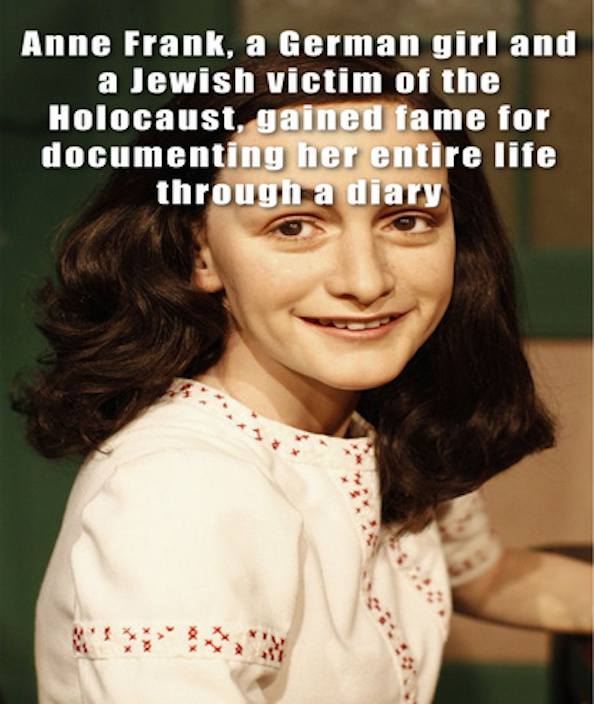 Anne Frank, a German girl and
a Jewish victim of the
Holocaust, gained fame for
documenting her entire life
through a diary